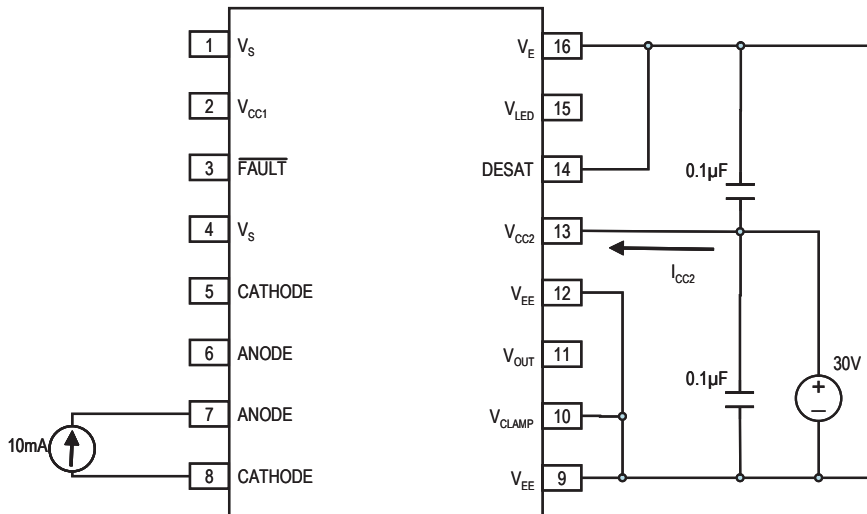 1 V_S
2 V_CC1
3 FAULT
4 V_S
5 CATHODE
6 ANODE
7 ANODE
8 CATHODE
10mA
V_E 16
V_LED 15
DESAT 14
V_CC2 13
V_EE 12
V_OUT 11
V_CLAMP 10
V_EE 9
0.1µF
I_CC2
0.1µF
30V
+
–